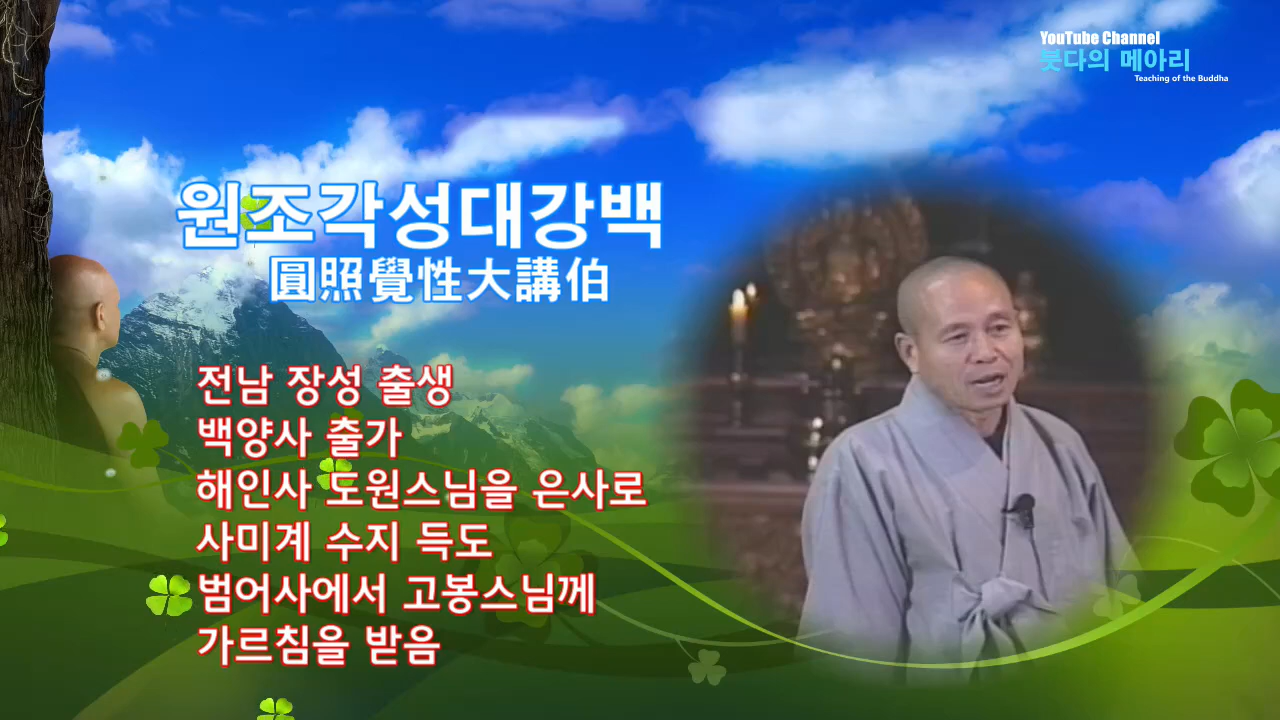 YouTube Channel
붓다의 메아리
Teaching of the Buddha
원조각성대강백
圓照覺性大講伯
전남 장성 출생
백양사 출가
해인사 도원스님을 은사로
사미계 수지 득도
범어사에서 고봉스님께
가르침을 받음